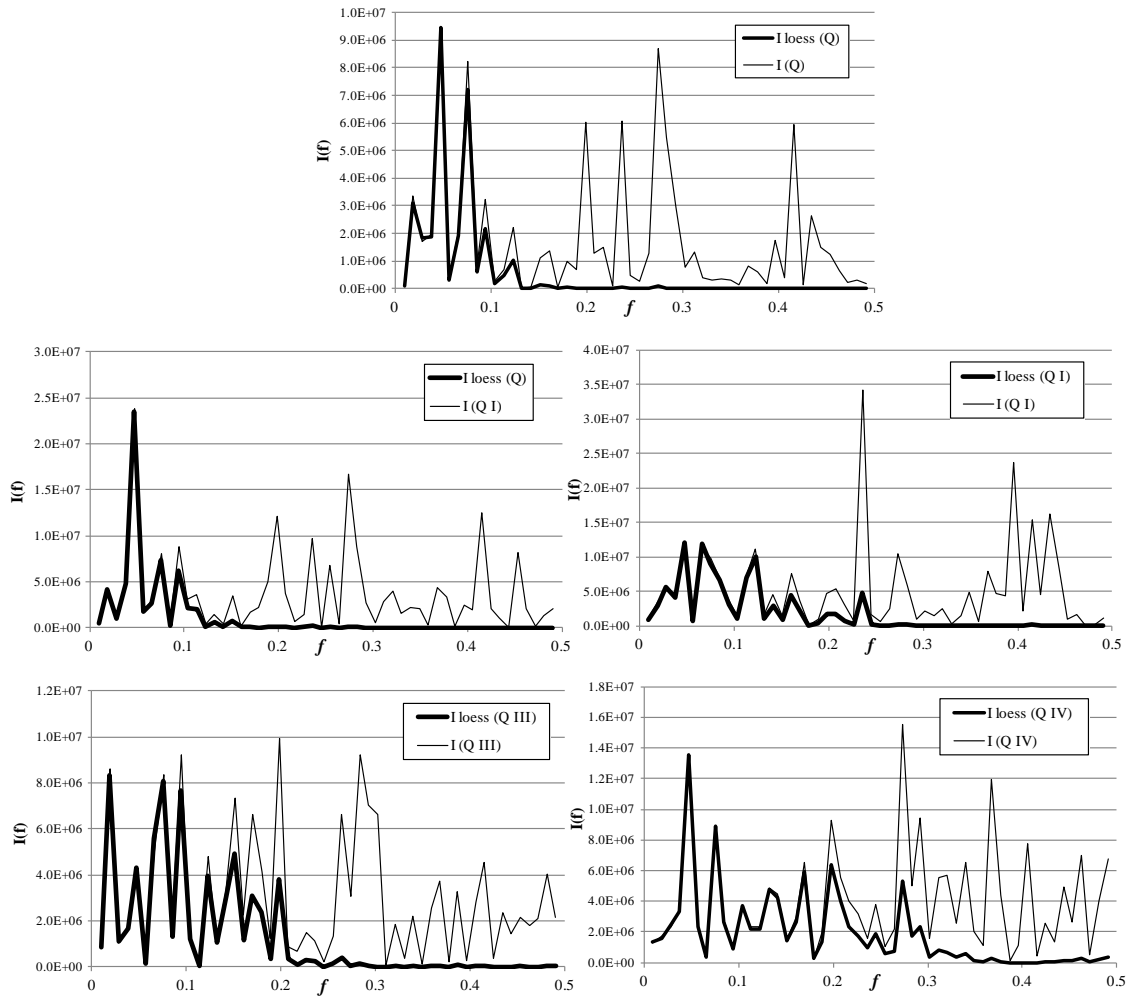 1.0E+07
9.0E+06
8.0E+06
7.0E+06
6.0E+06
5.0E+06
4.0E+06
3.0E+06
2.0E+06
1.0E+06
0.0E+00
I(f)
I loess (Q)
I (Q)
0 0.1 0.2 0.3 0.4 0.5
f
3.0E+07
2.5E+07
2.0E+07
1.5E+07
1.0E+07
5.0E+06
0.0E+00
I(f)
I loess (Q)
I (Q I)
0 0.1 0.2 0.3 0.4 0.5
f
4.0E+07
3.5E+07
3.0E+07
2.5E+07
2.0E+07
1.5E+07
1.0E+07
5.0E+06
0.0E+00
I(f)
I loess (Q I)
I (Q I)
0 0.1 0.2 0.3 0.4 0.5
f
1.2E+07
1.0E+07
8.0E+06
6.0E+06
4.0E+06
2.0E+06
0.0E+00
I(f)
I loess (Q III)
I (Q III)
0 0.1 0.2 0.3 0.4 0.5
f
1.8E+07
1.6E+07
1.4E+07
1.2E+07
1.0E+07
8.0E+06
6.0E+06
4.0E+06
2.0E+06
0.0E+00
I(f)
I loess (Q IV)
I (Q IV)
0 0.1 0.2 0.3 0.4 0.5
f